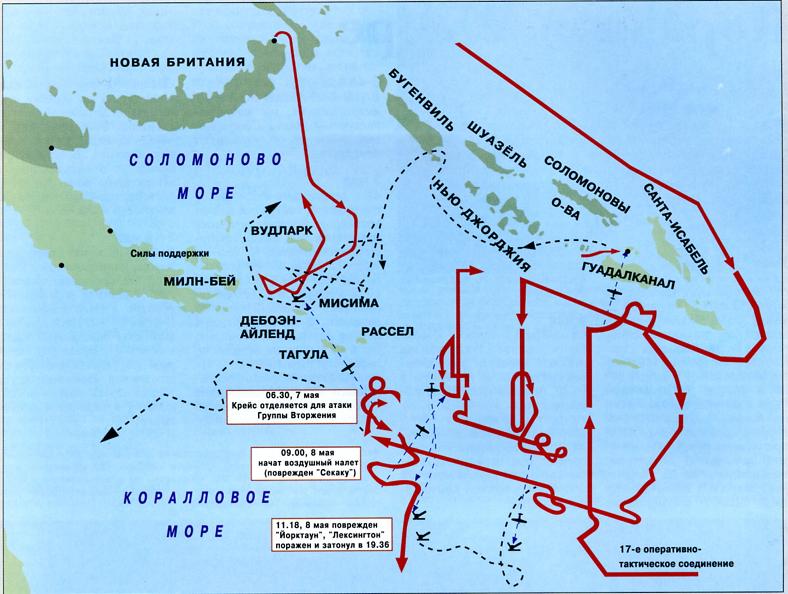 НОВАЯ БРИТАНИЯ
БУГЕНВИЛЬ
ШУАЗЁЛЬ
СОЛОМОНОВЫ
О-ВА
САНТА-ИСАБЕЛЬ
СОЛОМОНОВО
МОРЕ
НЬЮ-ДЖОРДЖИЯ
ВУДЛАРК
Силы поддержки
МИЛН-БЕЙ
ГУАДАЛКАНАЛ
МИСИМА
ДЕБОЭН-
АЙЛЕНД
РАССЕЛ
ТАГУЛА
06.30, 7 мая
Крейс отделяется для атаки
Группы Вторжения
09.00, 8 мая
начат воздушный налет
(поврежден "Секаку")
КОРАЛЛОВОЕ
МОРЕ
11.18, 8 мая поврежден
"Йорктаун", "Лексингтон"
поражен и затонул в 19.36
17-е оперативно-
тактическое соединение